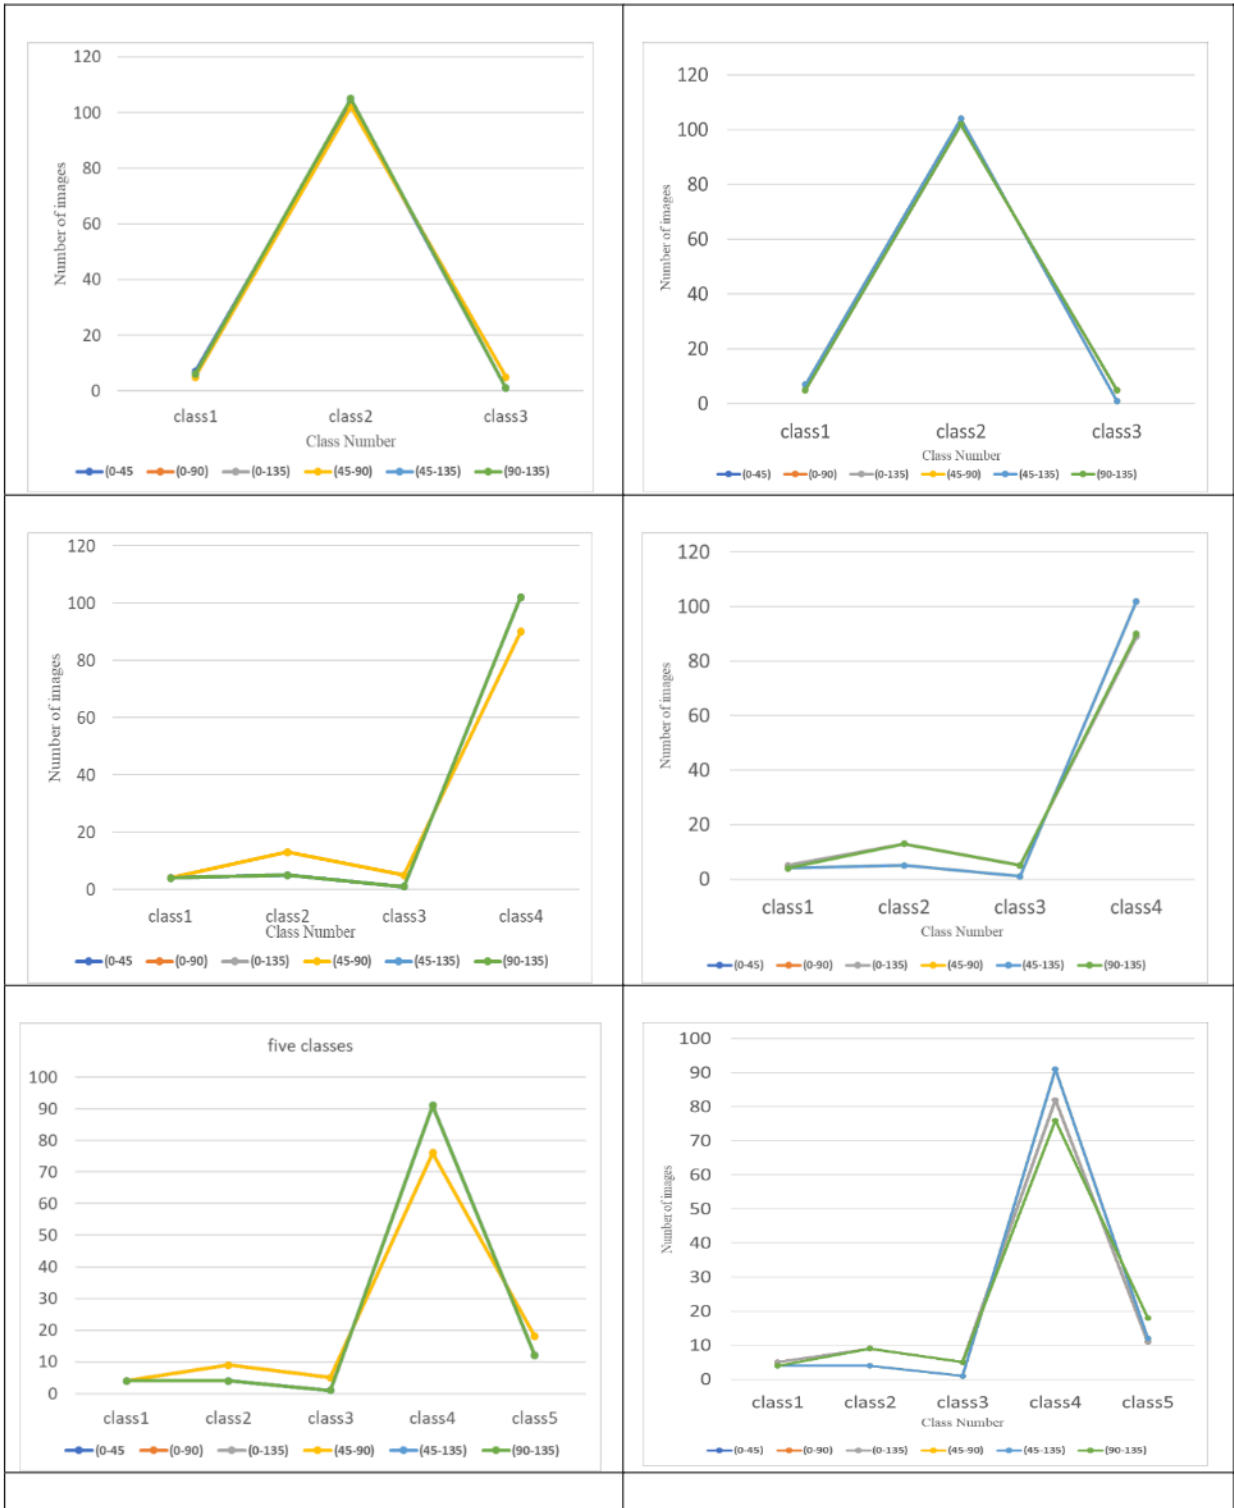 120
100
80
60
40
20
0
Number of images
class1 class2 class3
Class Number
(0-45 (0-90) (0-135) (45-90) (45-135) (90-135)
120
100
80
60
40
20
0
Number of images
class1 class2 class3
Class Number
(0-45) (0-90) (0-135) (45-90) (45-135) (90-135)
120
100
80
60
40
20
0
Number of images
class1 class2 class3 class4
Class Number
(0-45 (0-90) (0-135) (45-90) (45-135) (90-135)
120
100
80
60
40
20
0
Number of images
class1 class2 class3 class4
Class Number
(0-45) (0-90) (0-135) (45-90) (45-135) (90-135)
five classes
100
90
80
70
60
50
40
30
20
10
0
class1 class2 class3 class4 class5
(0-45 (0-90) (0-135) (45-90) (45-135) (90-135)
100
90
80
70
60
50
40
30
20
10
0
Number of images
class1 class2 class3 class4 class5
Class Number
(0-45) (0-90) (0-135) (45-90) (45-135) (90-135)